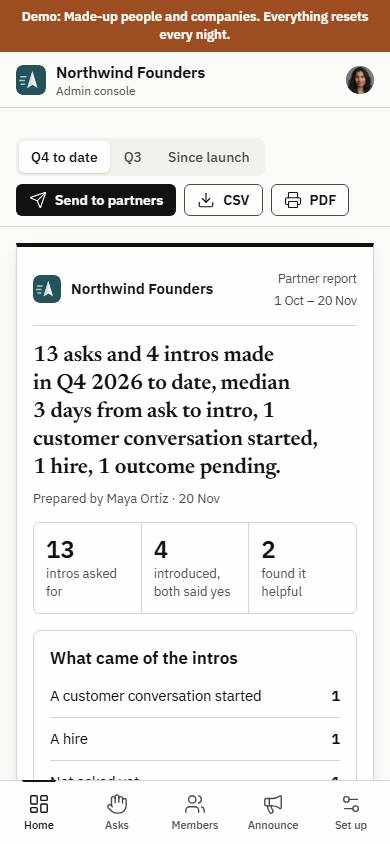 Demo: Made-up people and companies. Everything resets
every night.
Northwind Founders
Admin console
Q4 to date
Q3
Since launch
Send to partners
CSV
PDF
Northwind Founders
Partner report
1 Oct – 20 Nov
13 asks and 4 intros made
in Q4 2026 to date, median
3 days from ask to intro, 1
customer conversation started,
1 hire, 1 outcome pending.
Prepared by Maya Ortiz · 20 Nov
13
intros asked
for
4
introduced,
both said yes
2
found it
helpful
What came of the intros
A customer conversation started 1
A hire 1
Not asked yet 1
Home
Asks
Members
Announce
Set up